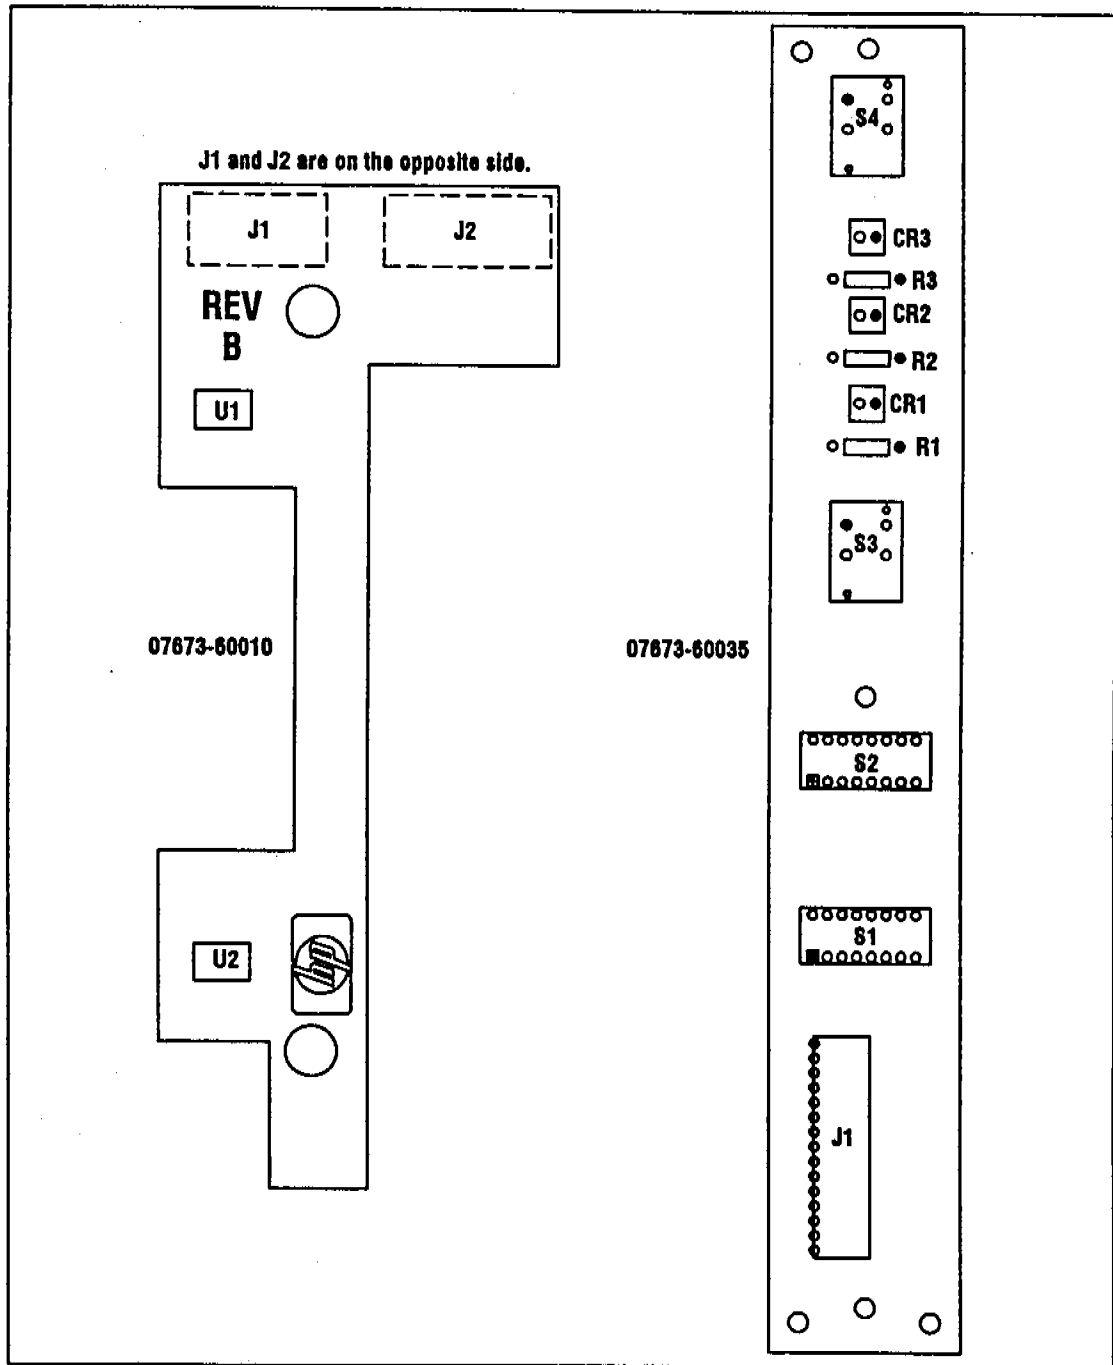 J1 and J2 are on the opposite side.
J1
J2
REV
B
U1
07673-60010
U2
hp
S4
CR3
R3
CR2
R2
CR1
R1
S3
07673-60035
S2
S1
J1